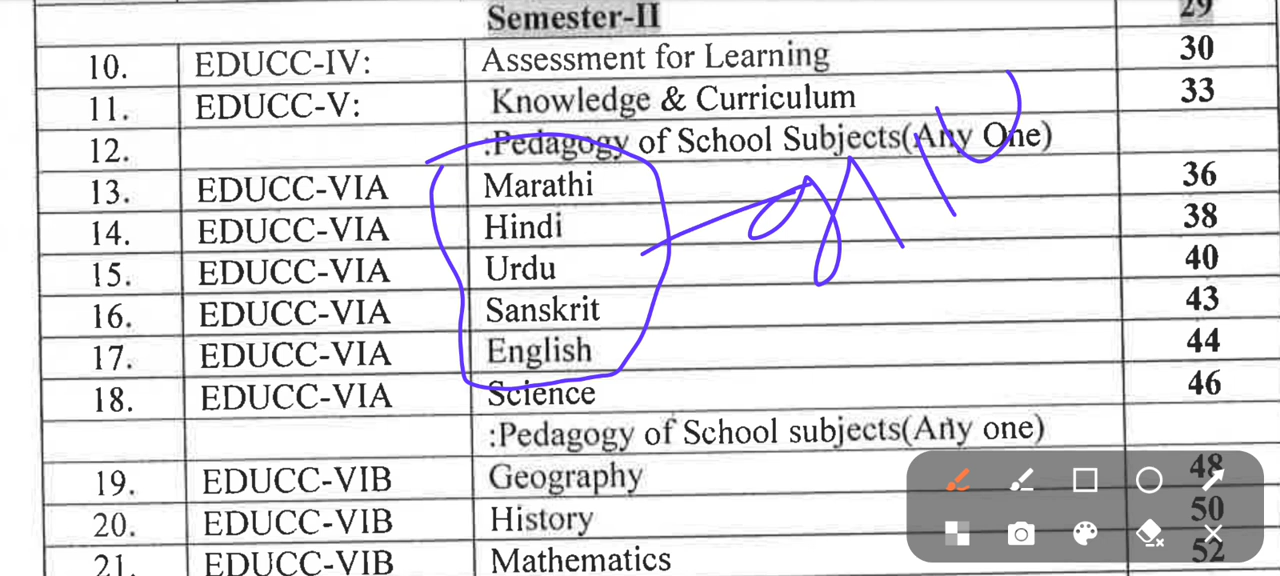 Semester-II 29
10. EDUCC-IV: Assessment for Learning 30
11. EDUCC-V: Knowledge & Curriculum 33
12. :Pedagogy of School Subjects(Any One)
13. EDUCC-VIA Marathi 36
14. EDUCC-VIA Hindi 38
15. EDUCC-VIA Urdu 40
16. EDUCC-VIA Sanskrit 43
17. EDUCC-VIA English 44
18. EDUCC-VIA Science 46
:Pedagogy of School subjects(Any one)
19. EDUCC-VIB Geography 48
20. EDUCC-VIB History 50
21. EDUCC-VIB Mathematics 52